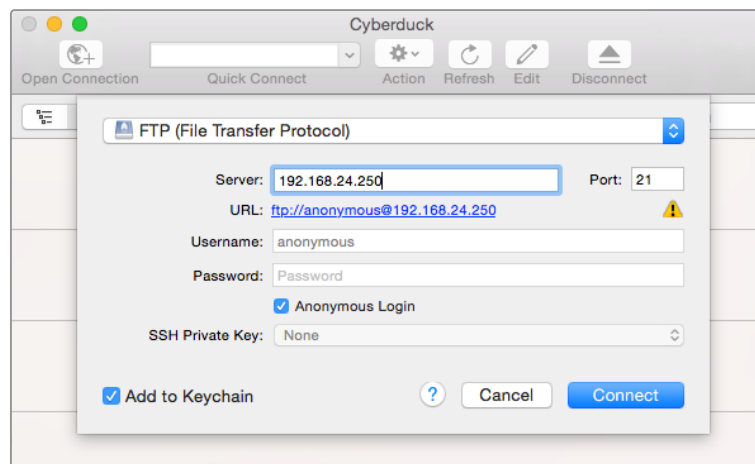 Cyberduck
Open Connection Quick Connect Action Refresh Edit Disconnect
FTP (File Transfer Protocol)
Server: 192.168.24.250 Port: 21
URL: ftp://anonymous@192.168.24.250
Username: anonymous
Password: Password
Anonymous Login
SSH Private Key: None
Add to Keychain ? Cancel Connect